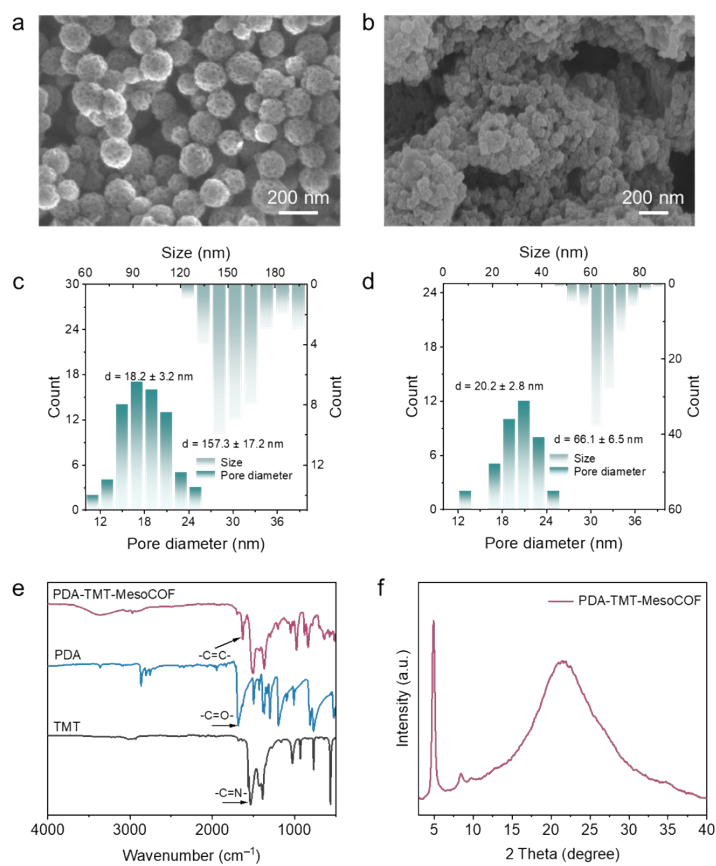 a
200 nm
b
200 nm
c
Size (nm)
60 90 120 150 180
30
24
18
12
6
0
Count
0
4
8
12
Count
d = 18.2 ± 3.2 nm
d = 157.3 ± 17.2 nm
Size
Pore diameter
12 18 24 30 36
Pore diameter (nm)
d
Size (nm)
0 20 40 60 80
24
18
12
6
0
Count
0
20
40
60
Count
d = 20.2 ± 2.8 nm
d = 66.1 ± 6.5 nm
Size
Pore diameter
12 18 24 30 36
Pore diameter (nm)
e
PDA-TMT-MesoCOF
-C=C-
PDA
-C=O-
TMT
-C=N-
4000 3000 2000 1000
Wavenumber (cm⁻¹)
f
PDA-TMT-MesoCOF
Intensity (a.u.)
5 10 15 20 25 30 35 40
2 Theta (degree)